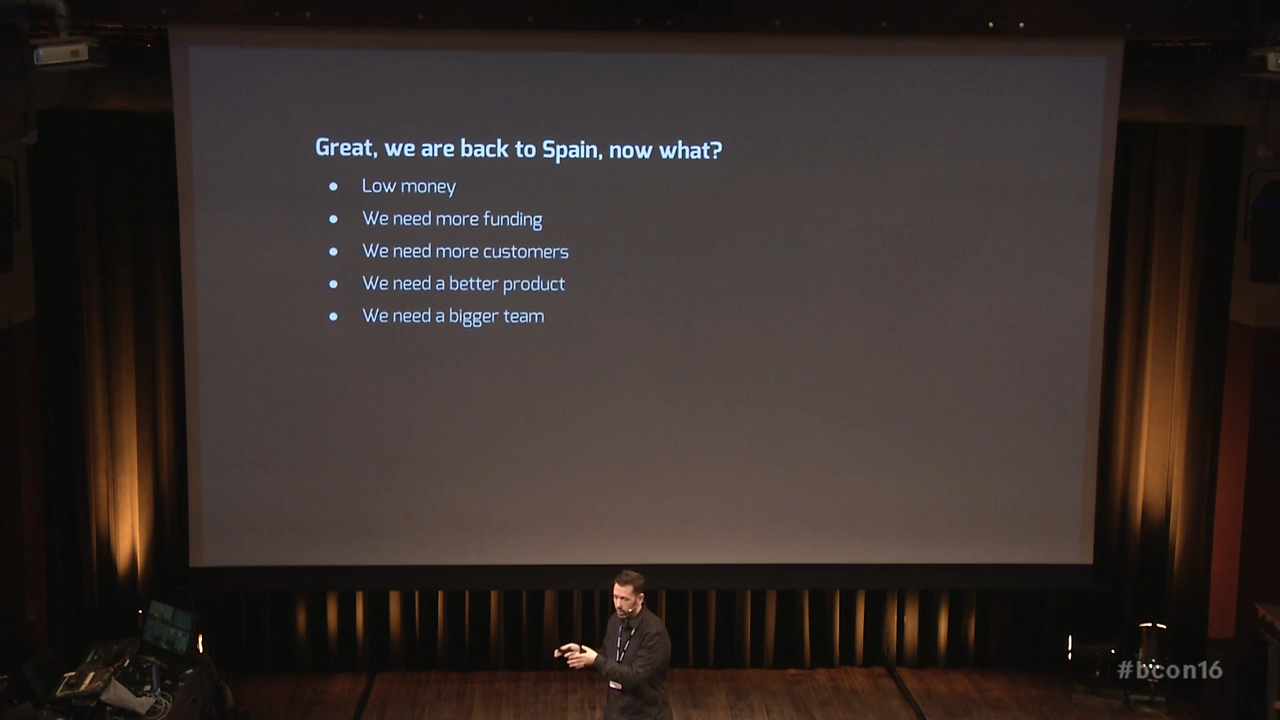 Great, we are back to Spain, now what?
● Low money
● We need more funding
● We need more customers
● We need a better product
● We need a bigger team
#bcon16